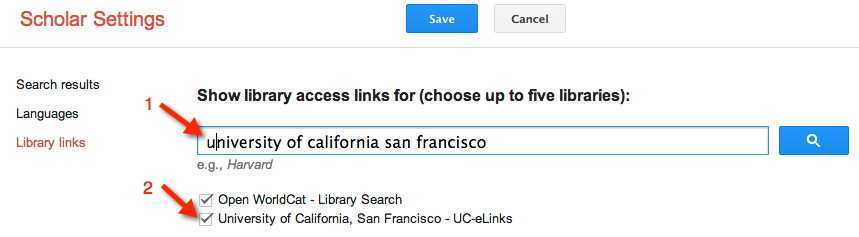 Scholar Settings
Save
Cancel
Search results
Languages
Library links
1
Show library access links for (choose up to five libraries):
university of california san francisco
e.g., Harvard
2
Open WorldCat - Library Search
University of California, San Francisco - UC-eLinks